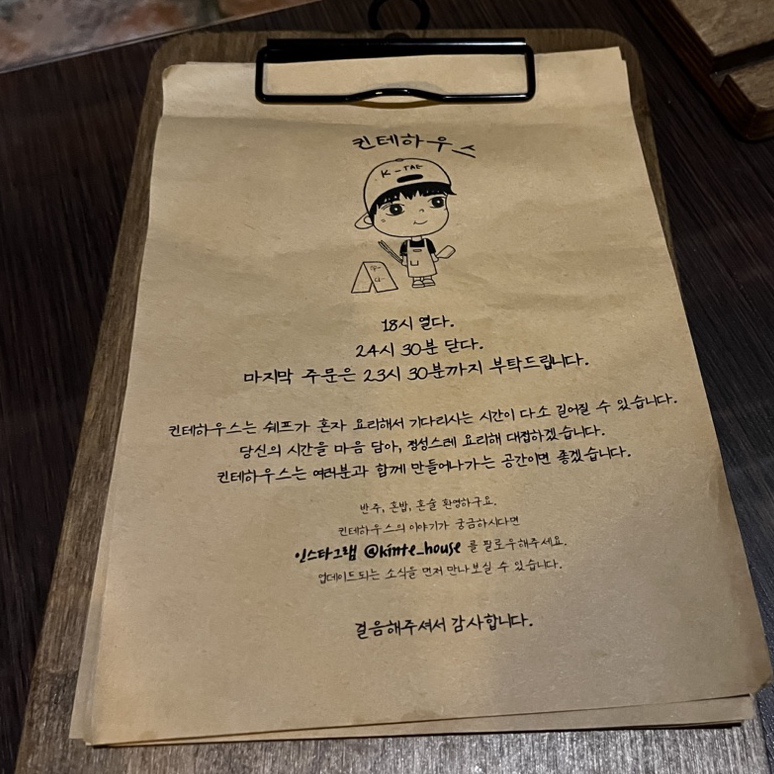 킨테하우스
K-TAE
18시 열다.
24시 30분 닫다.
마지막 주문은 23시 30분까지 부탁드립니다.
킨테하우스는 쉐프가 혼자 요리해서 기다리시는 시간이 다소 길어질 수 있습니다.
당신의 시간을 마음 담아, 정성스레 요리해 대접하겠습니다.
킨테하우스는 여러분과 함께 만들어나가는 공간이면 좋겠습니다.
반주, 혼밥, 혼술 환영하구요.
킨테하우스의 이야기가 궁금하시다면
인스타그램 @kinte_house 를 팔로우해주세요.
업데이트되는 소식을 먼저 만나보실 수 있습니다.
걸음해주셔서 감사합니다.